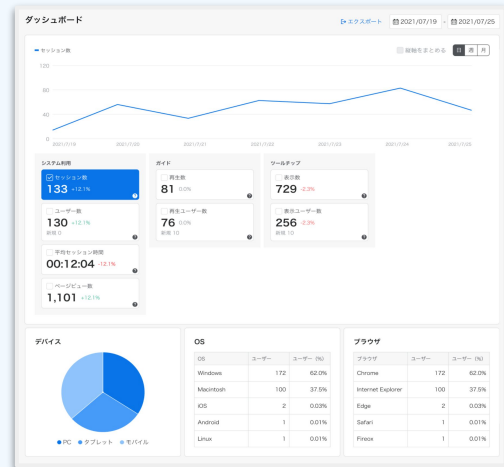 ダッシュボード
エクスポート 2021/07/19 - 2021/07/25
セッション数
縦軸をまとめる 日 週 月
120
80
40
0
2021/7/19 2021/7/20 2021/7/21 2021/7/22 2021/7/23 2021/7/24 2021/7/25
システム利用 ガイド ツールチップ
セッション数 再生数 表示数
133 +12.1% 81 0.0% 729 -2.3%
ユーザー数 再生ユーザー数 表示ユーザー数
130 +12.1% 76 0.0% 256 -2.3%
新規 0 新規 10 新規 10
平均セッション時間
00:12:04 -12.1%
ページビュー数
1,101 +12.1%
デバイス
PC タブレット モバイル
OS
OS ユーザー ユーザー (%)
Windows 172 62.0%
Macintosh 100 37.5%
iOS 2 0.03%
Android 1 0.01%
Linux 1 0.01%
ブラウザ
ブラウザ ユーザー ユーザー (%)
Chrome 172 62.0%
Internet Explorer 100 37.5%
Edge 2 0.03%
Safari 1 0.01%
Fireox 1 0.01%